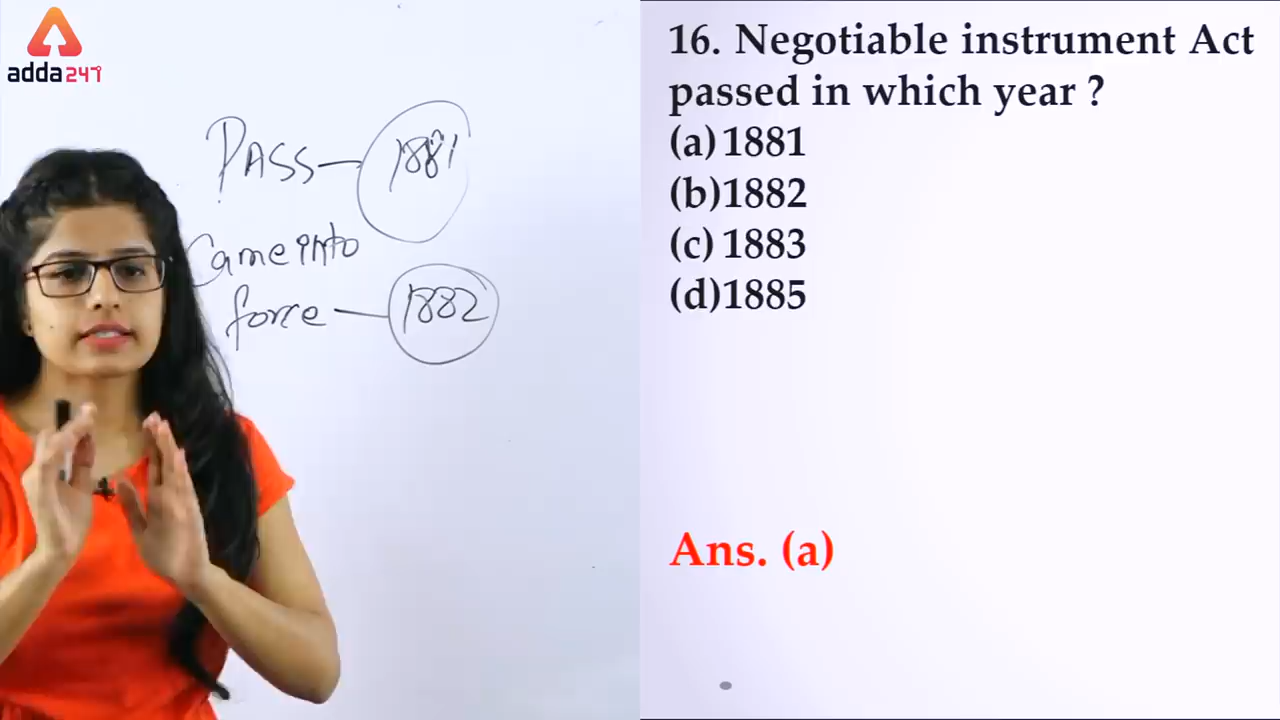 adda247
PASS – 1881
Came into
force – 1882
16. Negotiable instrument Act
passed in which year ?
(a) 1881
(b) 1882
(c) 1883
(d) 1885
Ans. (a)